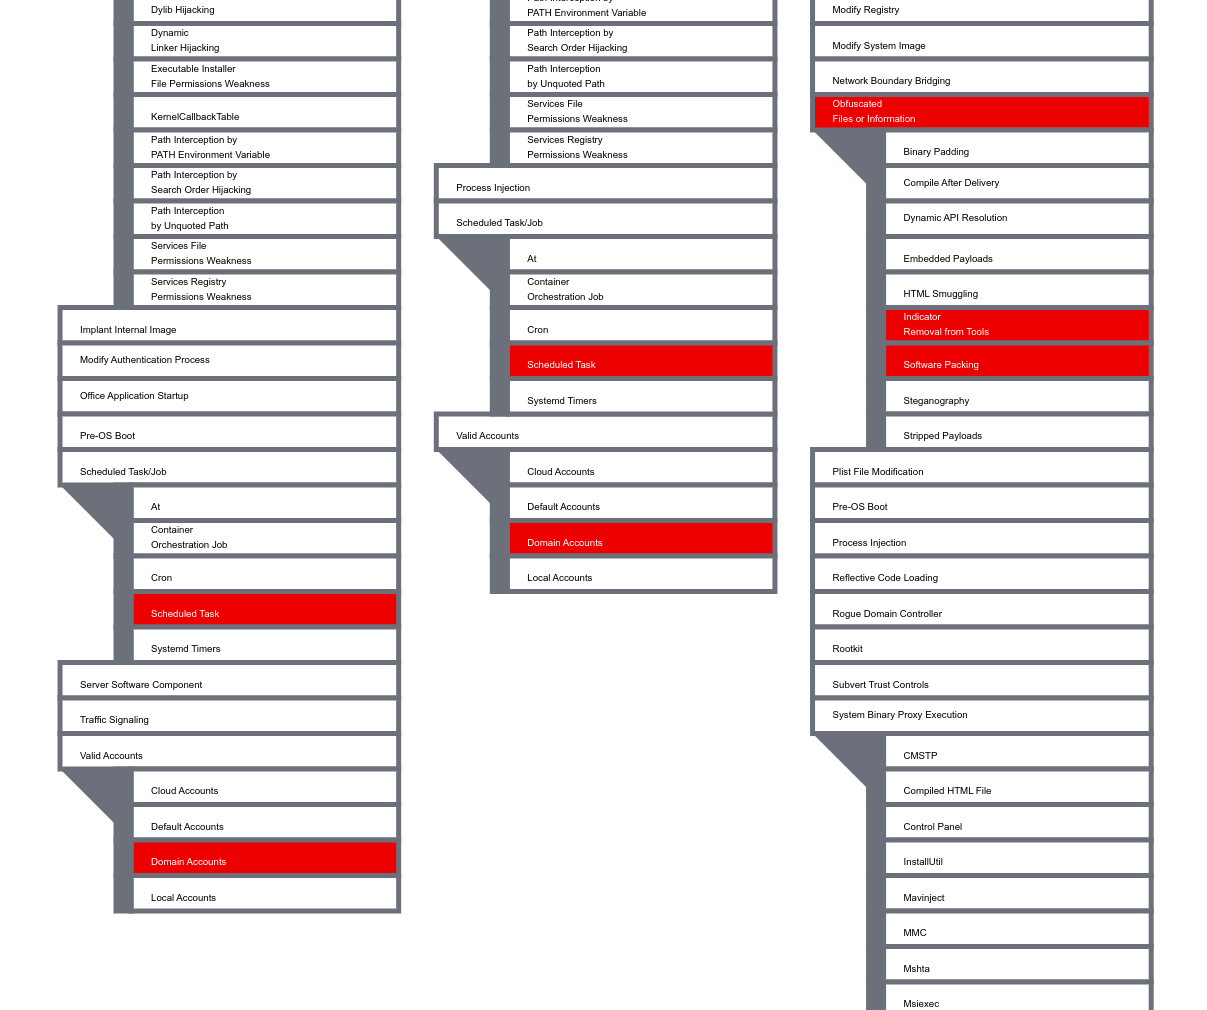 Dylib Hijacking
Dynamic
Linker Hijacking
Executable Installer
File Permissions Weakness
KernelCallbackTable
Path Interception by
PATH Environment Variable
Path Interception by
Search Order Hijacking
Path Interception
by Unquoted Path
Services File
Permissions Weakness
Services Registry
Permissions Weakness
Implant Internal Image
Modify Authentication Process
Office Application Startup
Pre-OS Boot
Scheduled Task/Job
At
Container
Orchestration Job
Cron
Scheduled Task
Systemd Timers
Server Software Component
Traffic Signaling
Valid Accounts
Cloud Accounts
Default Accounts
Domain Accounts
Local Accounts
Path Interception by
PATH Environment Variable
Path Interception by
Search Order Hijacking
Path Interception
by Unquoted Path
Services File
Permissions Weakness
Services Registry
Permissions Weakness
Process Injection
Scheduled Task/Job
At
Container
Orchestration Job
Cron
Scheduled Task
Systemd Timers
Valid Accounts
Cloud Accounts
Default Accounts
Domain Accounts
Local Accounts
Modify Registry
Modify System Image
Network Boundary Bridging
Obfuscated
Files or Information
Binary Padding
Compile After Delivery
Dynamic API Resolution
Embedded Payloads
HTML Smuggling
Indicator
Removal from Tools
Software Packing
Steganography
Stripped Payloads
Plist File Modification
Pre-OS Boot
Process Injection
Reflective Code Loading
Rogue Domain Controller
Rootkit
Subvert Trust Controls
System Binary Proxy Execution
CMSTP
Compiled HTML File
Control Panel
InstallUtil
Mavinject
MMC
Mshta
Msiexec